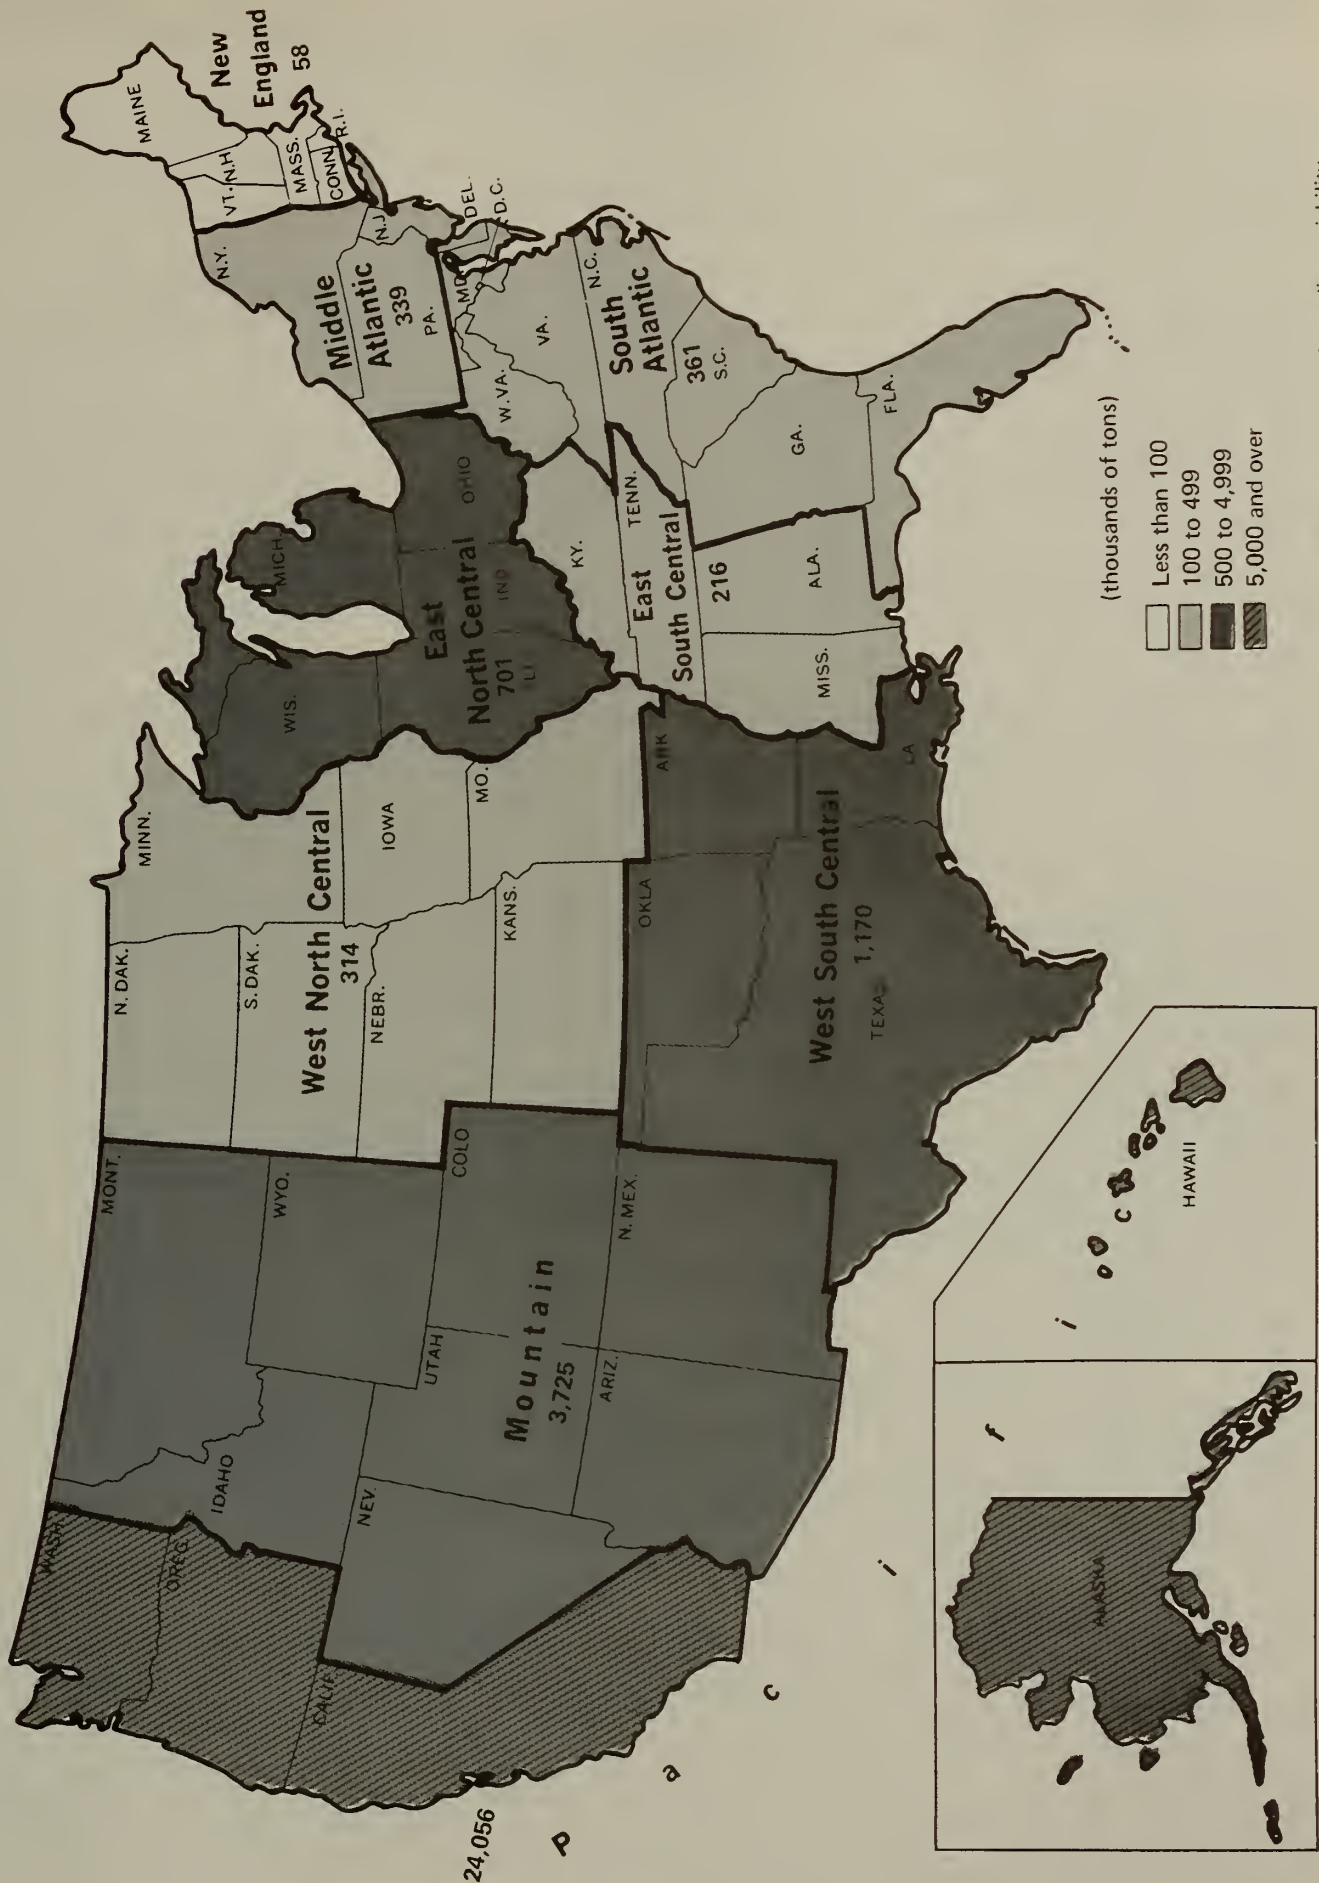 WASH.
OREG.
CALIF.
24,056
P a c i f i c
IDAHO
NEV.
MONT.
WYO.
UTAH
COLO
ARIZ.
N. MEX.
Mountain
3,725
N. DAK.
S. DAK.
NEBR.
KANS.
MINN.
IOWA
MO.
West North Central
314
OKLA
ARK
TEXAS
LA
West South Central
1,170
WIS.
MICH.
IND
OHIO
East
North Central
701
KY.
TENN.
MISS.
ALA.
East
South Central
216
W.VA.
VA.
MD.
DEL.
D.C.
N.C.
S.C.
GA.
FLA.
South
Atlantic
361
N.Y.
N.J.
PA.
Middle
Atlantic
339
MAINE
VT.
N.H
MASS.
CONN.
R.I.
New
England
58
ALASKA
HAWAII
(thousands of tons)
Less than 100
100 to 499
500 to 4,999
5,000 and over